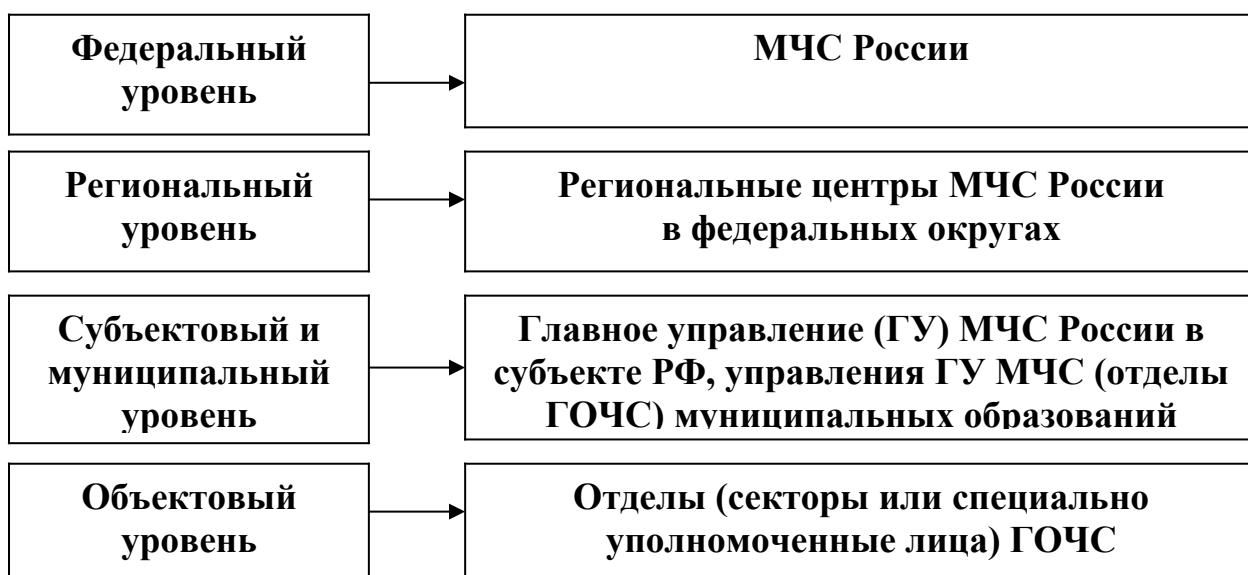 Федеральный
уровень
МЧС России
Региональный
уровень
Региональные центры МЧС России
в федеральных округах
Субъектовый и
муниципальный
уровень
Главное управление (ГУ) МЧС России в
субъекте РФ, управления ГУ МЧС (отделы
ГОЧС) муниципальных образований
Объектовый
уровень
Отделы (секторы или специально
уполномоченные лица) ГОЧС